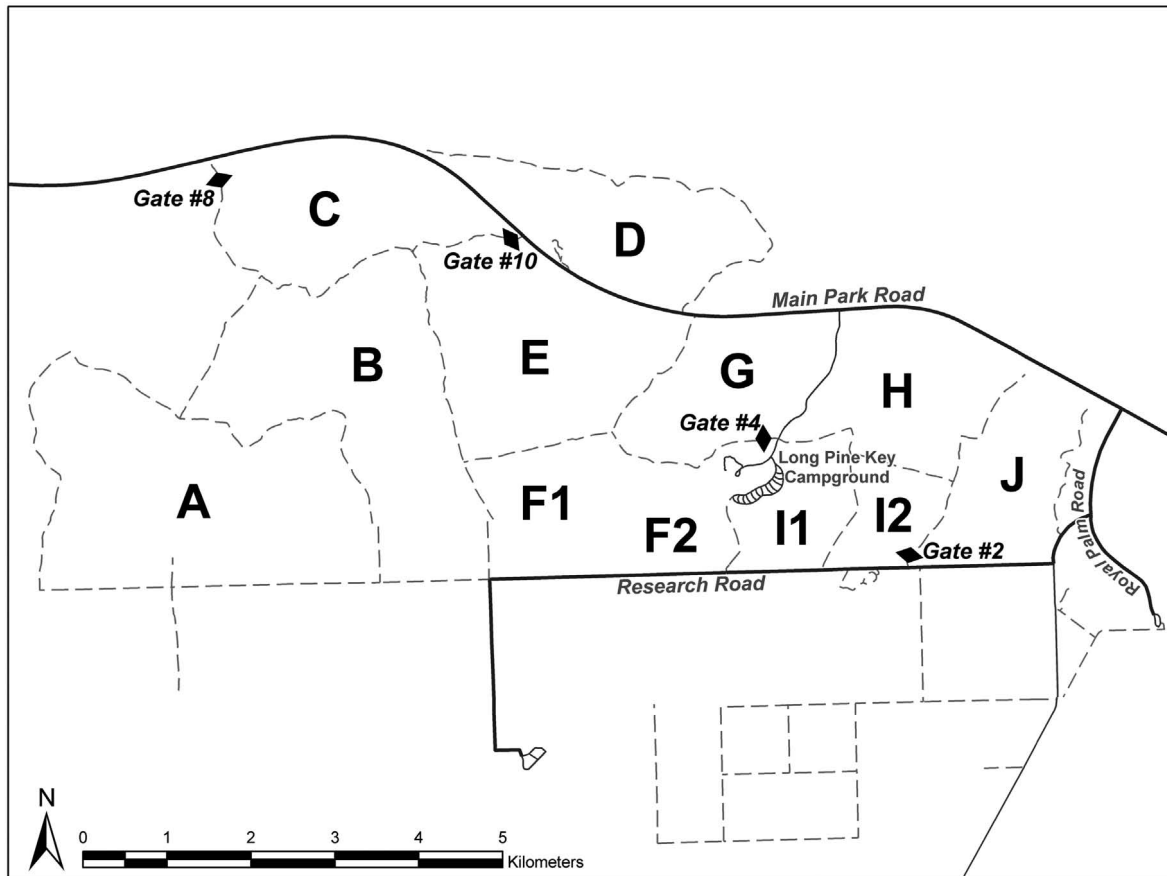 Gate #8
C
D
Gate #10
Main Park Road
B
E
G
H
Gate #4
Long Pine Key
Campground
A
F1
F2
I1
I2
J
Gate #2
Royal Palm Road
Research Road
N
0 1 2 3 4 5
Kilometers